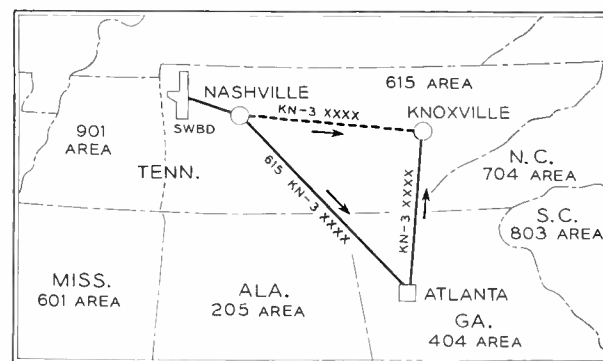 615 AREA
NASHVILLE
KN-3 XXXX
KNOXVILLE
SWBD
901
AREA
TENN.
615 KN-3 XXXX
KN-3 XXXX
N.C.
704 AREA
S.C.
803 AREA
MISS.
601 AREA
ALA.
205 AREA
ATLANTA
GA.
404 AREA